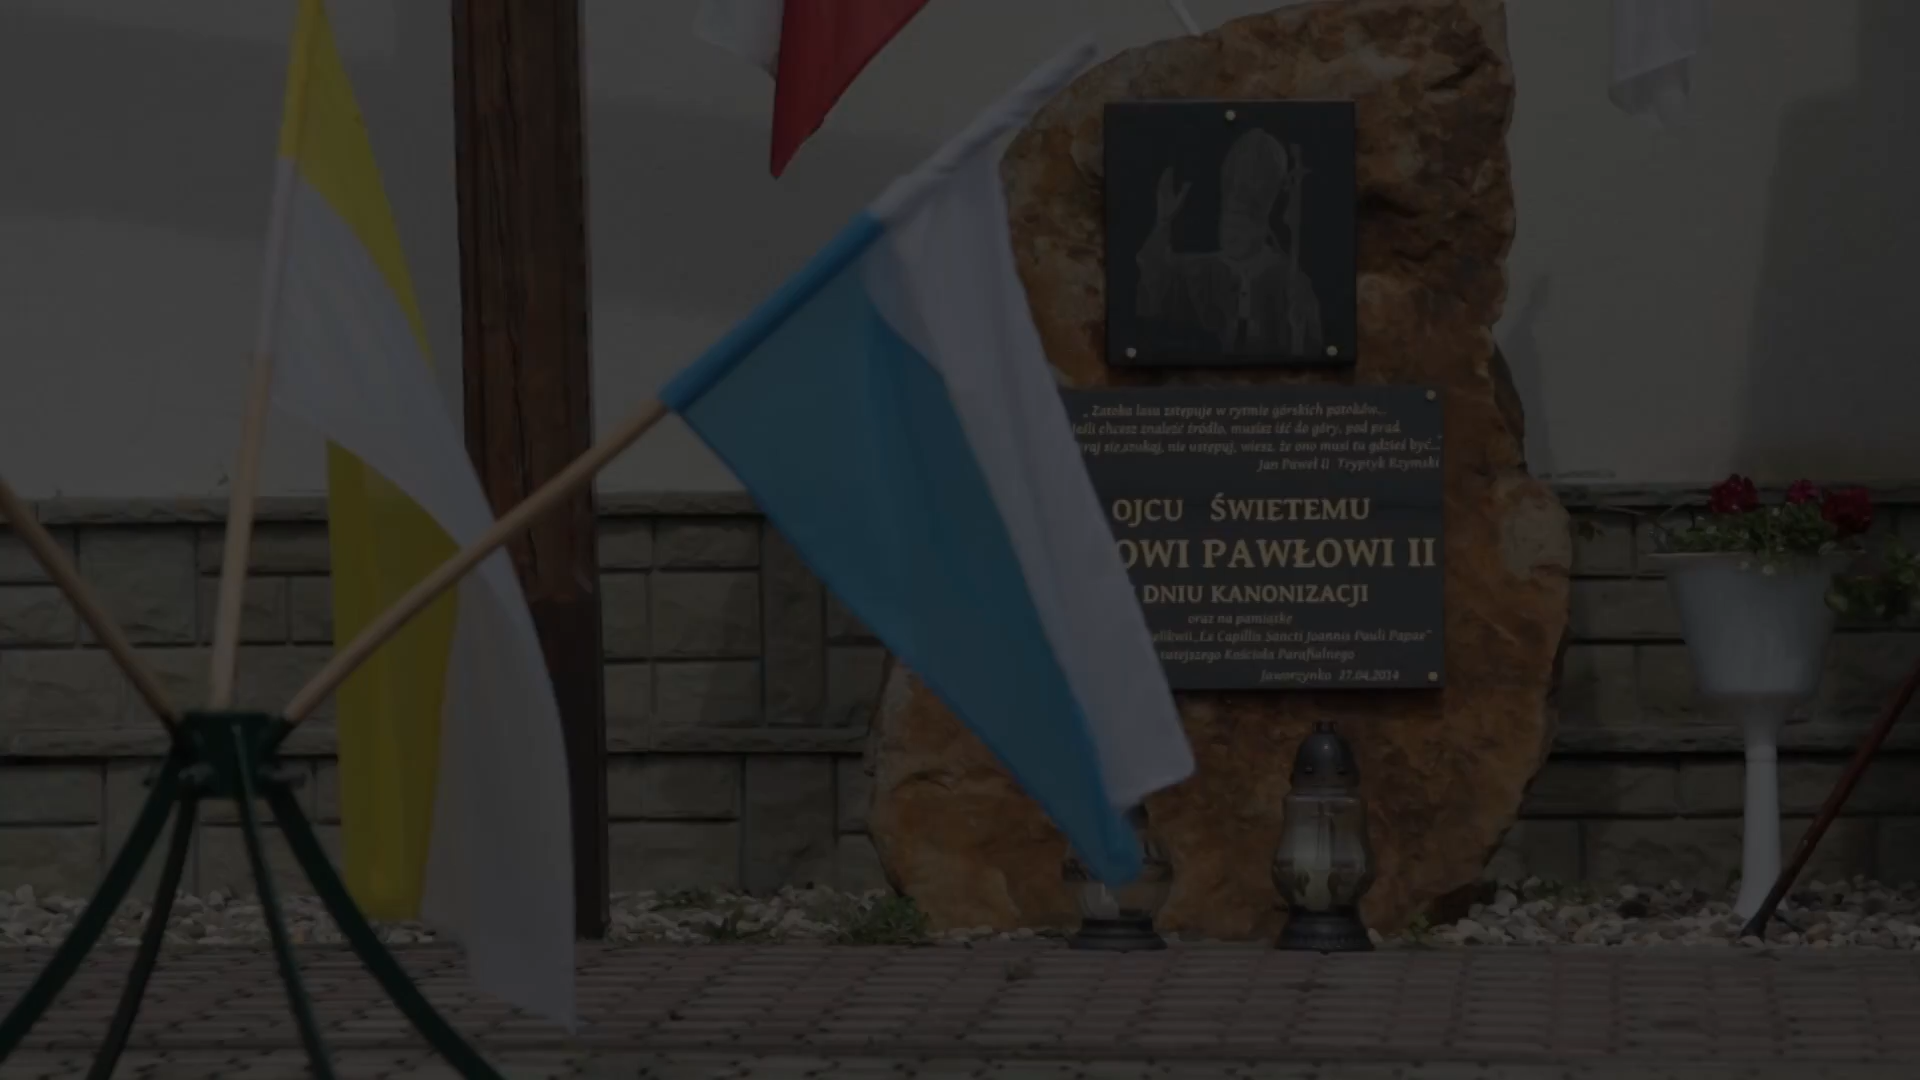 „Zatoka lasu zstępuje w rytmie górskich potoków...
Jeśli chcesz znaleźć źródło, musisz iść do góry, pod prąd.
się,szukaj, nie ustępuj, wiesz, że ono musi tu gdzieś być..."
Jan Paweł II Tryptyk Rzymski
OJCU ŚWIETEMU
OWI PAWŁOWI II
DNIU KANONIZACJI
oraz na pamiątkę
„Ex Capillis Sancti Joannis Pauli Papae"
Kościoła Parafialnego
Jaworzynka 27.04.2014